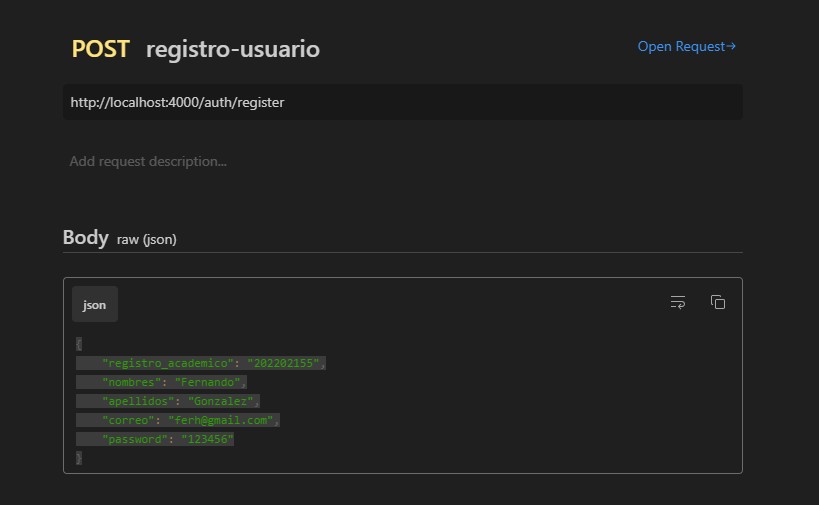 POST registro-usuario
Open Request→
http://localhost:4000/auth/register
Add request description...
Body raw (json)
json
{
"registro_academico": "202202155",
"nombres": "Fernando",
"apellidos": "Gonzalez",
"correo": "ferh@gmail.com",
"password": "123456"
}